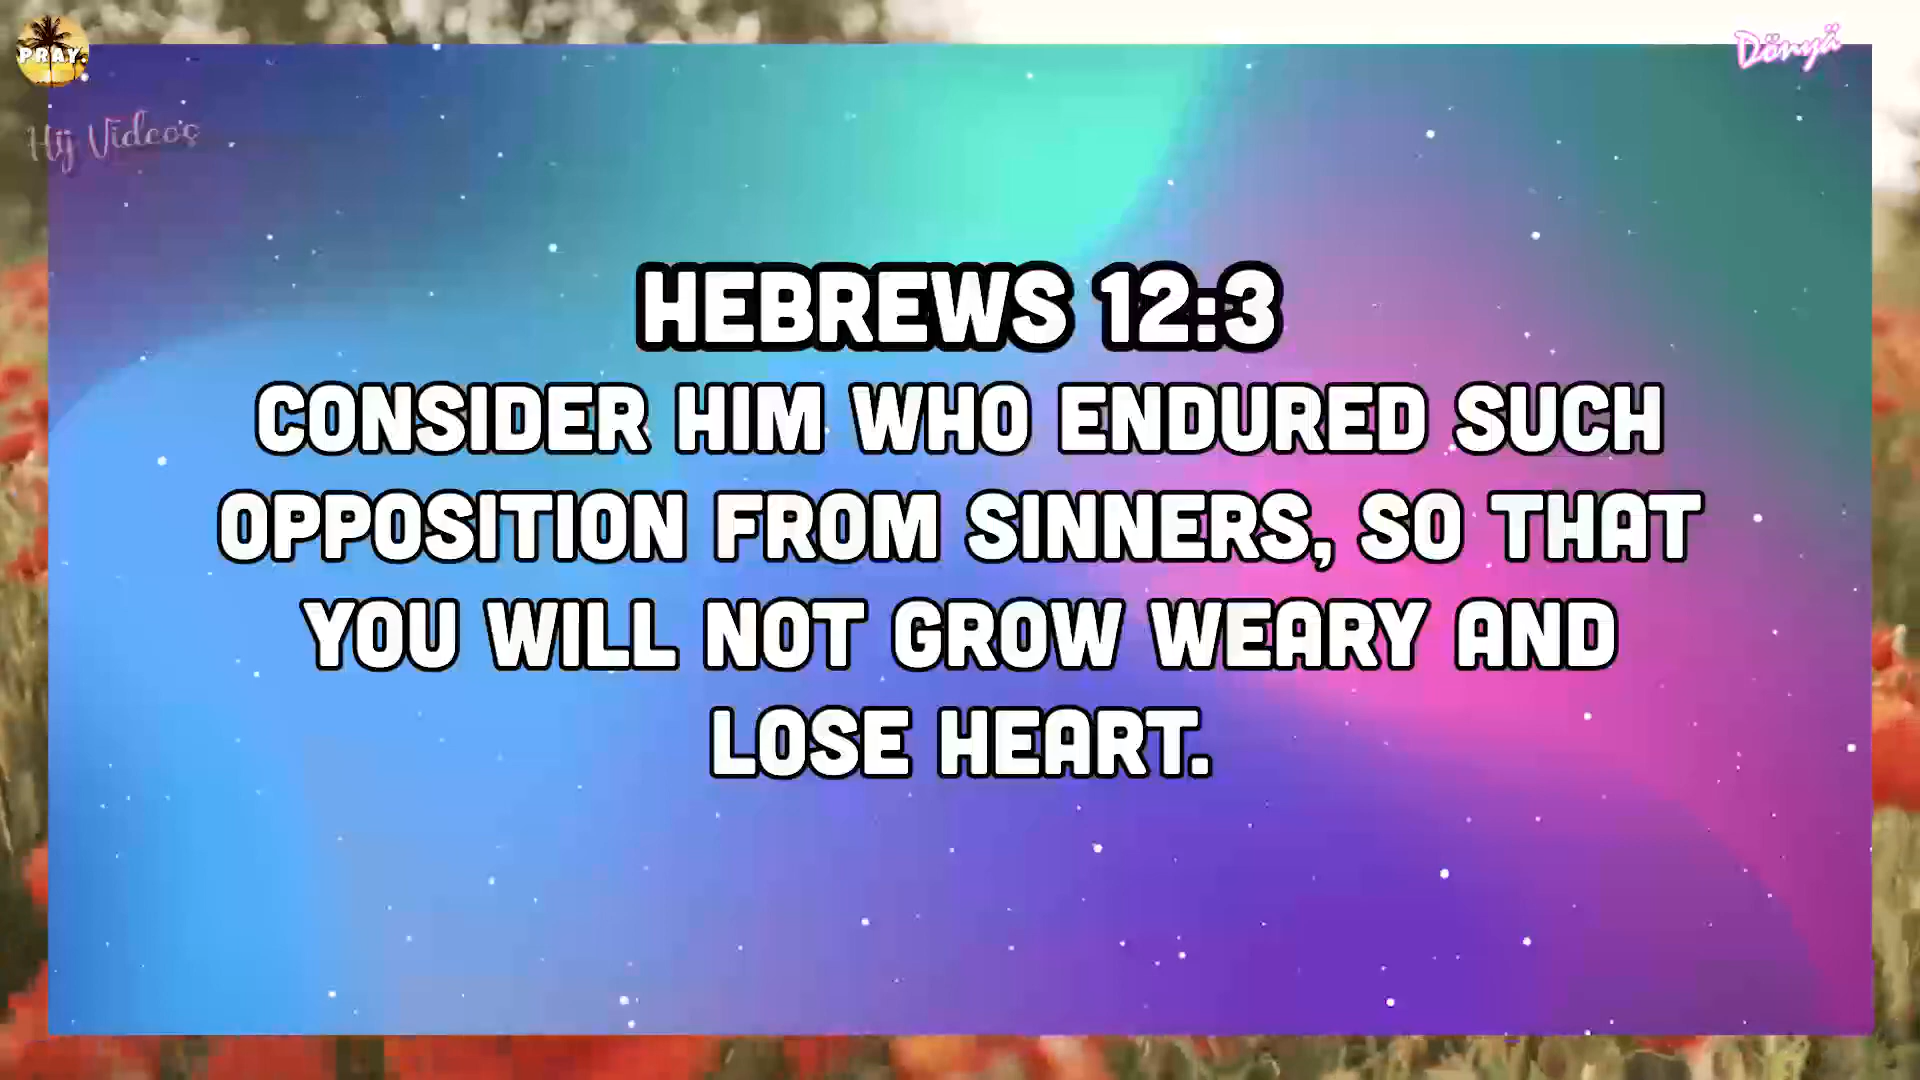 PRAY.
Dönyä
Hij Video's
HEBREWS 12:3
CONSIDER HIM WHO ENDURED SUCH
OPPOSITION FROM SINNERS, SO THAT
YOU WILL NOT GROW WEARY AND
LOSE HEART.